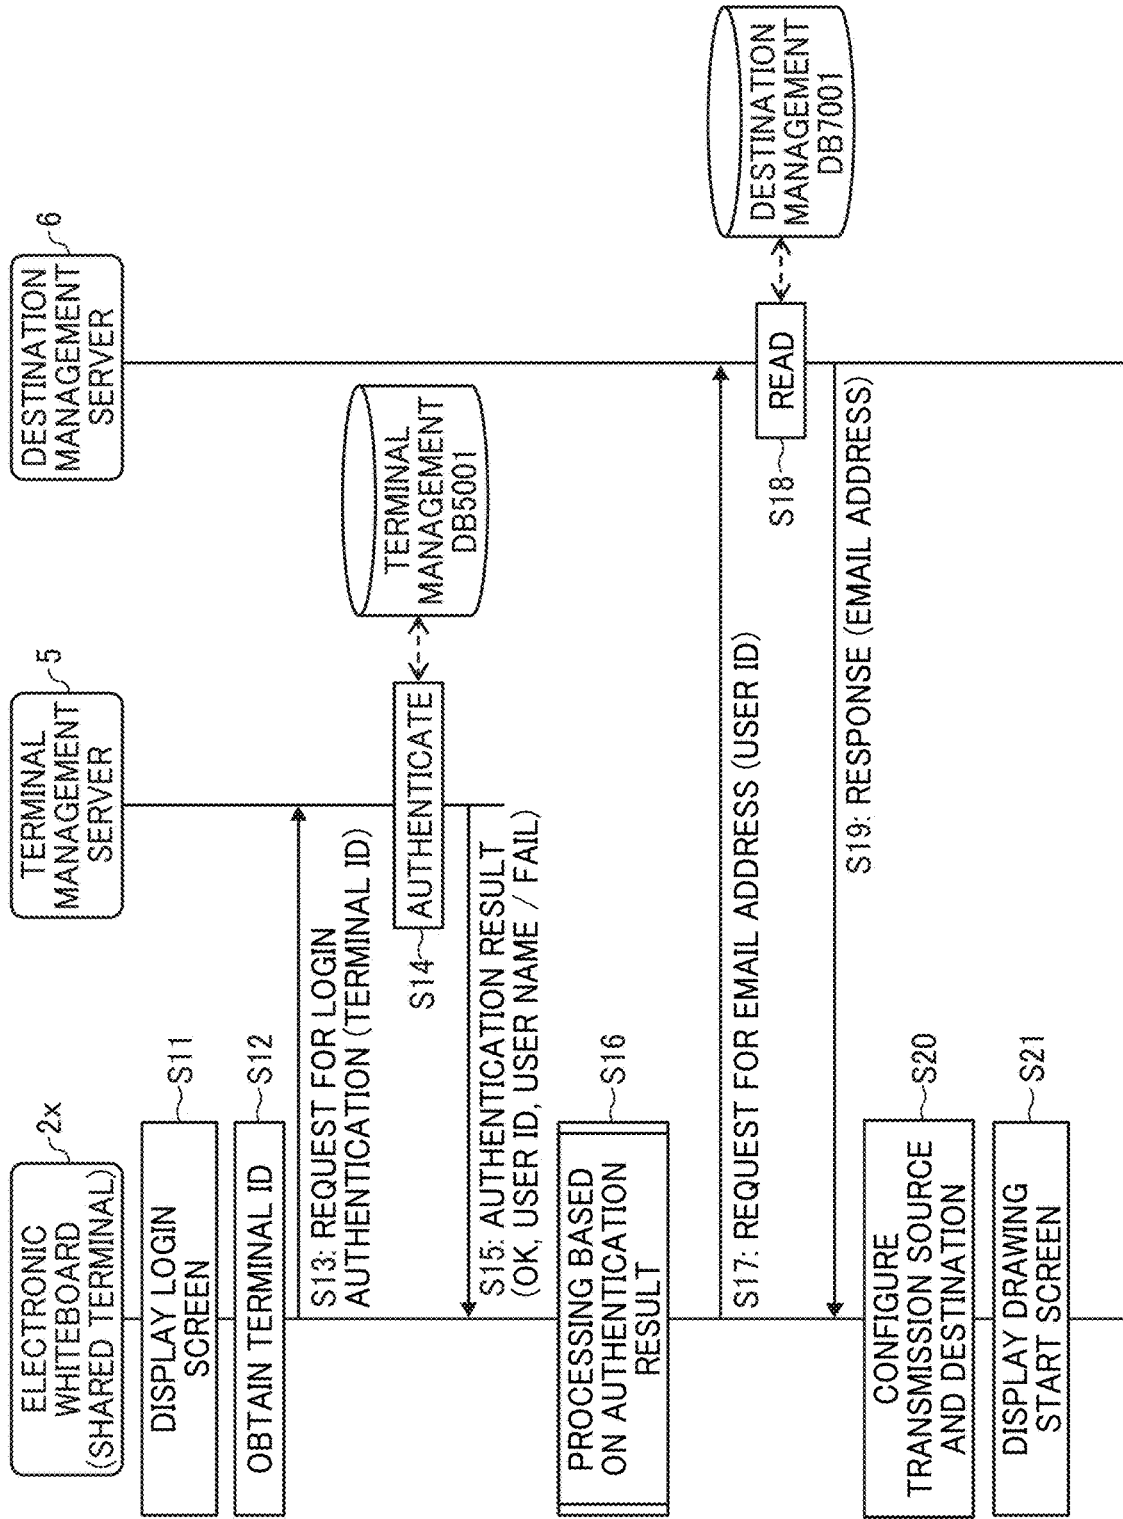 ELECTRONIC
WHITEBOARD
(SHARED TERMINAL)
2x
TERMINAL
MANAGEMENT
SERVER
5
DESTINATION
MANAGEMENT
SERVER
6
DISPLAY LOGIN
SCREEN
S11
OBTAIN TERMINAL ID
S12
S13: REQUEST FOR LOGIN
AUTHENTICATION (TERMINAL ID)
S14
AUTHENTICATE
TERMINAL
MANAGEMENT
DB5001
S15: AUTHENTICATION RESULT
(OK, USER ID, USER NAME / FAIL)
PROCESSING BASED
ON AUTHENTICATION
RESULT
S16
S17: REQUEST FOR EMAIL ADDRESS (USER ID)
S18
READ
DESTINATION
MANAGEMENT
DB7001
S19: RESPONSE (EMAIL ADDRESS)
CONFIGURE
TRANSMISSION SOURCE
AND DESTINATION
S20
DISPLAY DRAWING
START SCREEN
S21